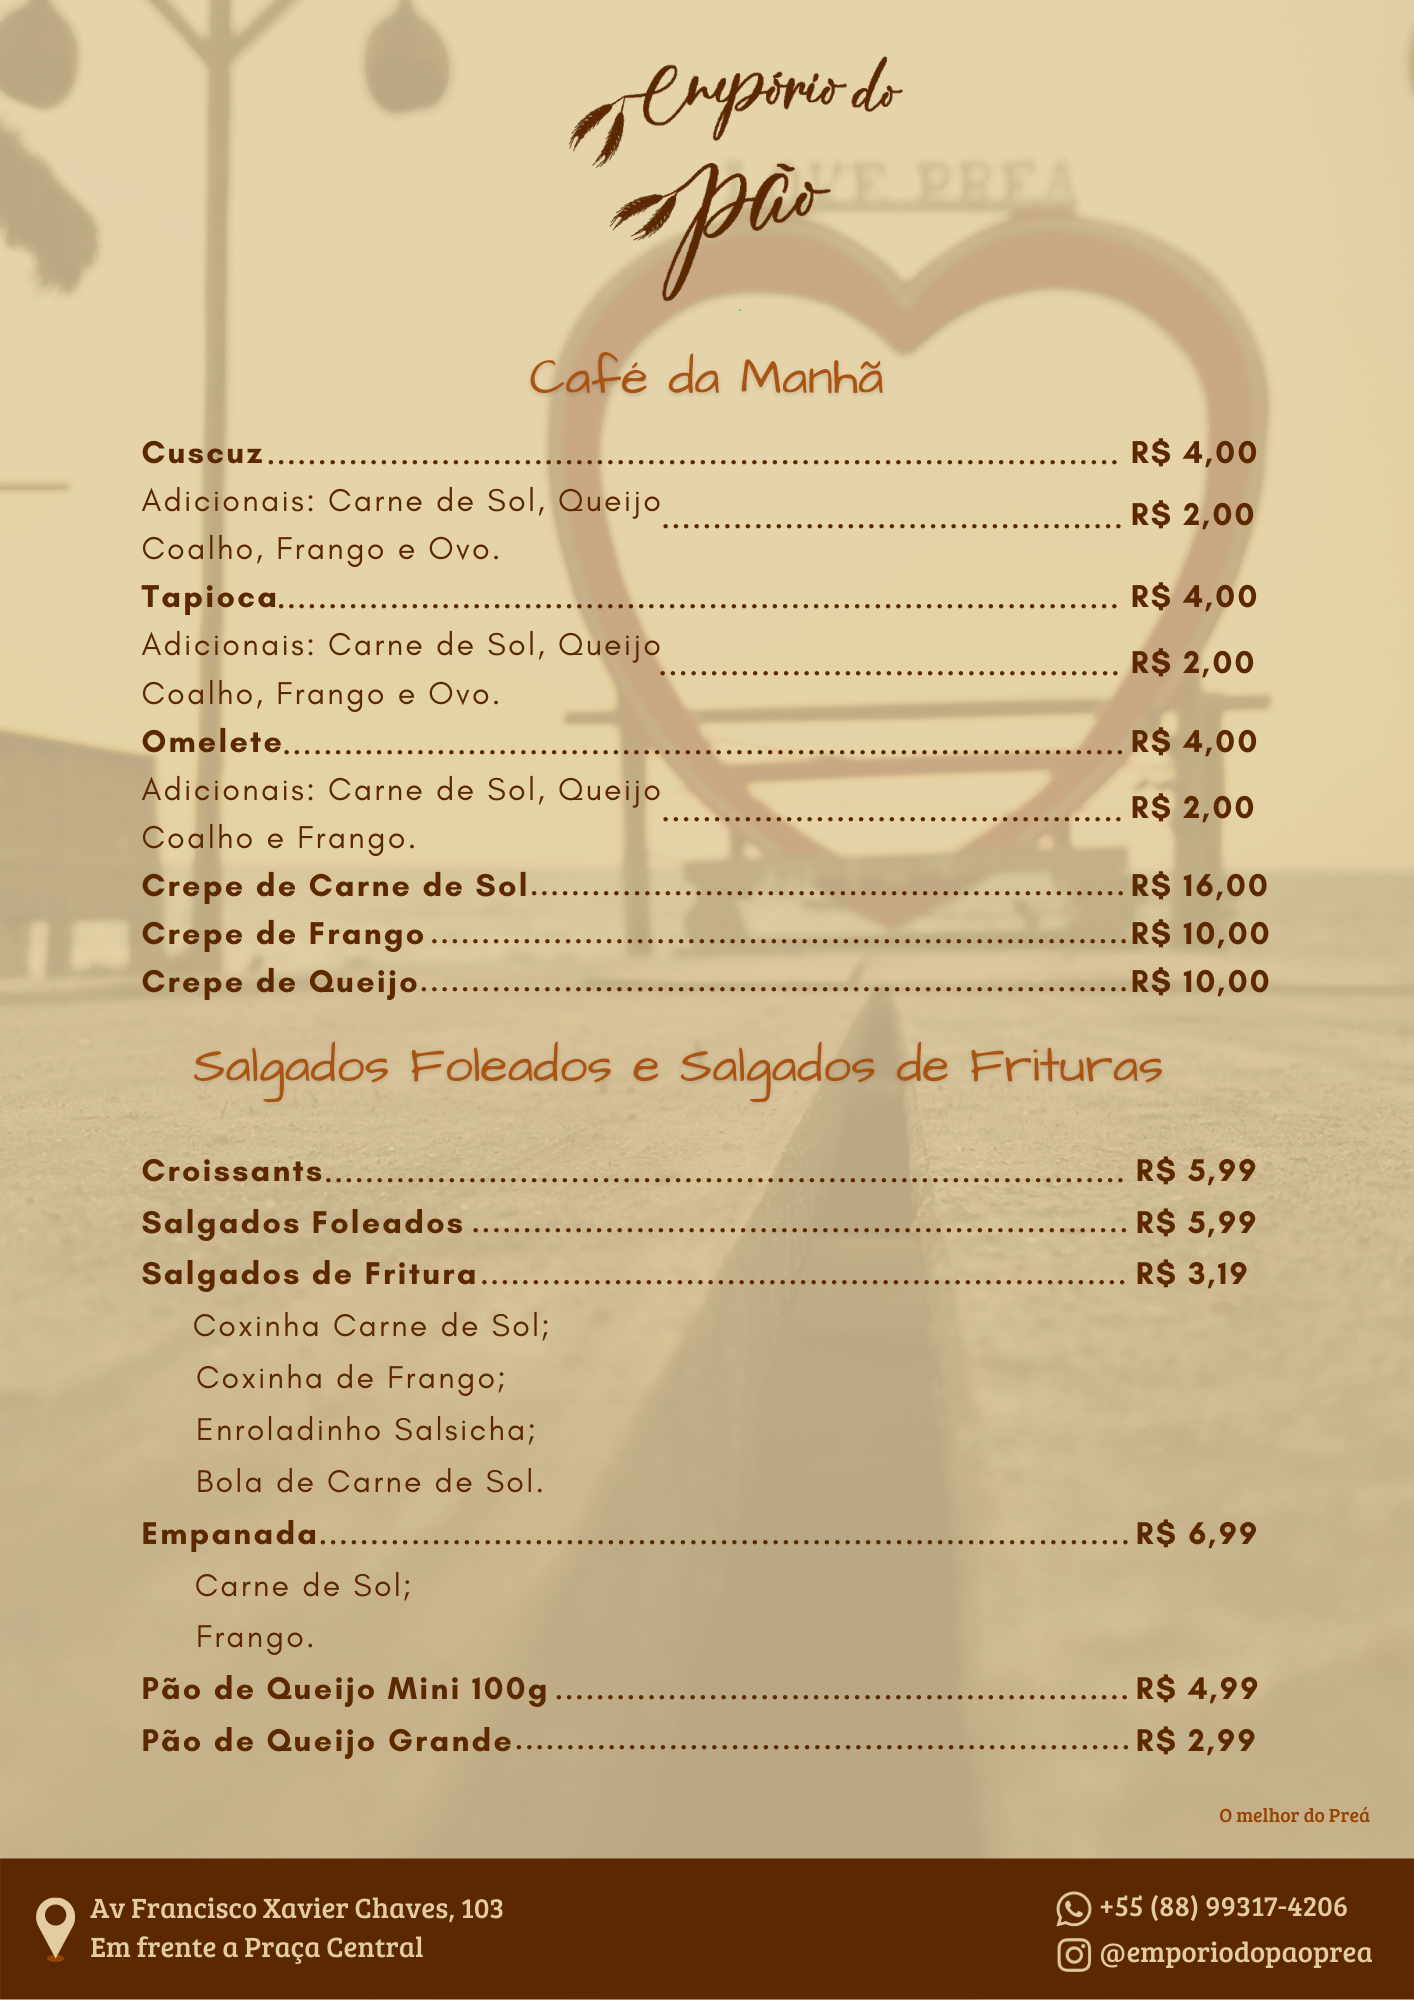 Empório do
pão
LOVE PREA
Café da Manhã
Cuscuz R$ 4,00
Adicionais: Carne de Sol, Queijo
Coalho, Frango e Ovo. R$ 2,00
Tapioca R$ 4,00
Adicionais: Carne de Sol, Queijo
Coalho, Frango e Ovo. R$ 2,00
Omelete R$ 4,00
Adicionais: Carne de Sol, Queijo
Coalho e Frango. R$ 2,00
Crepe de Carne de Sol R$ 16,00
Crepe de Frango R$ 10,00
Crepe de Queijo R$ 10,00
Salgados Foleados e Salgados de Frituras
Croissants R$ 5,99
Salgados Foleados R$ 5,99
Salgados de Fritura R$ 3,19
Coxinha Carne de Sol;
Coxinha de Frango;
Enroladinho Salsicha;
Bola de Carne de Sol.
Empanada R$ 6,99
Carne de Sol;
Frango.
Pão de Queijo Mini 100g R$ 4,99
Pão de Queijo Grande R$ 2,99
O melhor do Preá
Av Francisco Xavier Chaves, 103
Em frente a Praça Central
+55 (88) 99317-4206
@emporiodopaoprea